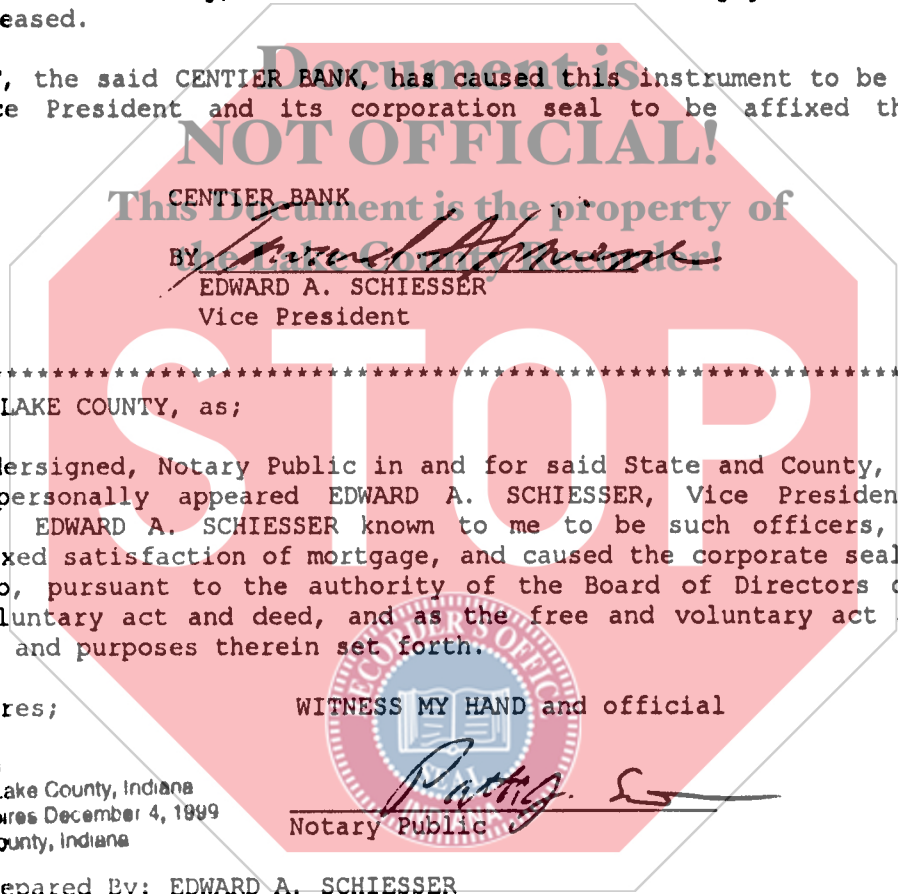 eased.
, the said CENTIER BANK, has caused this instrument to be
e President and its corporation seal to be affixed th
Document is
NOT OFFICIAL!
This Document is the property of
the Lake County Recorder!
CENTIER BANK
BY
EDWARD A. SCHIESSER
Vice President
STOP
LAKE COUNTY, as;
dersigned, Notary Public in and for said State and County,
personally appeared EDWARD A. SCHIESSER, Vice Presiden
EDWARD A. SCHIESSER known to me to be such officers,
xed satisfaction of mortgage, and caused the corporate seal
o, pursuant to the authority of the Board of Directors o
luntary act and deed, and as the free and voluntary act
and purposes therein set forth.
RECORDER'S OFFICE
SEAL
INDIANA
res;
WITNESS MY HAND and official
Lake County, Indiana
ires December 4, 1999
ounty, Indiana
Notary Public
epared By: EDWARD A. SCHIESSER